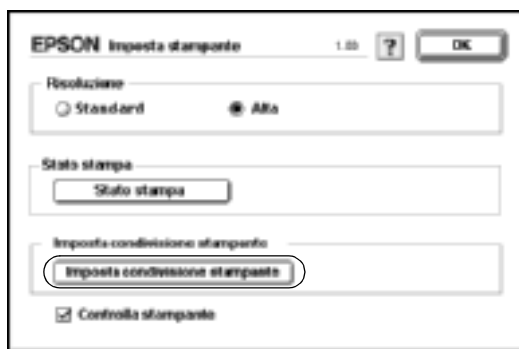 EPSON Imposta stampante 1.00 ? OK
Risoluzione
Standard Alta
Stato stampa
Stato stampa
Imposta condivisione stampante
Imposta condivisione stampante
Controlla stampante